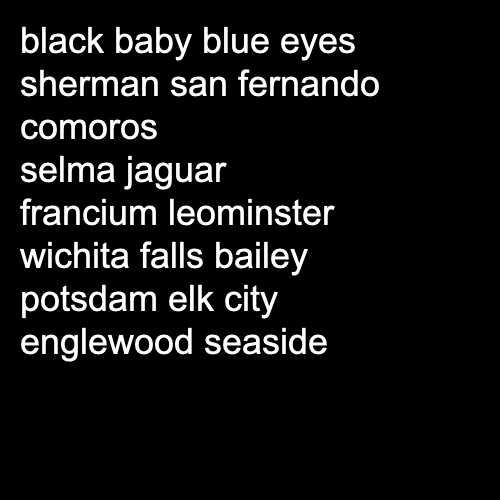 black baby blue eyes
sherman san fernando
comoros
selma jaguar
francium leominster
wichita falls bailey
potsdam elk city
englewood seaside